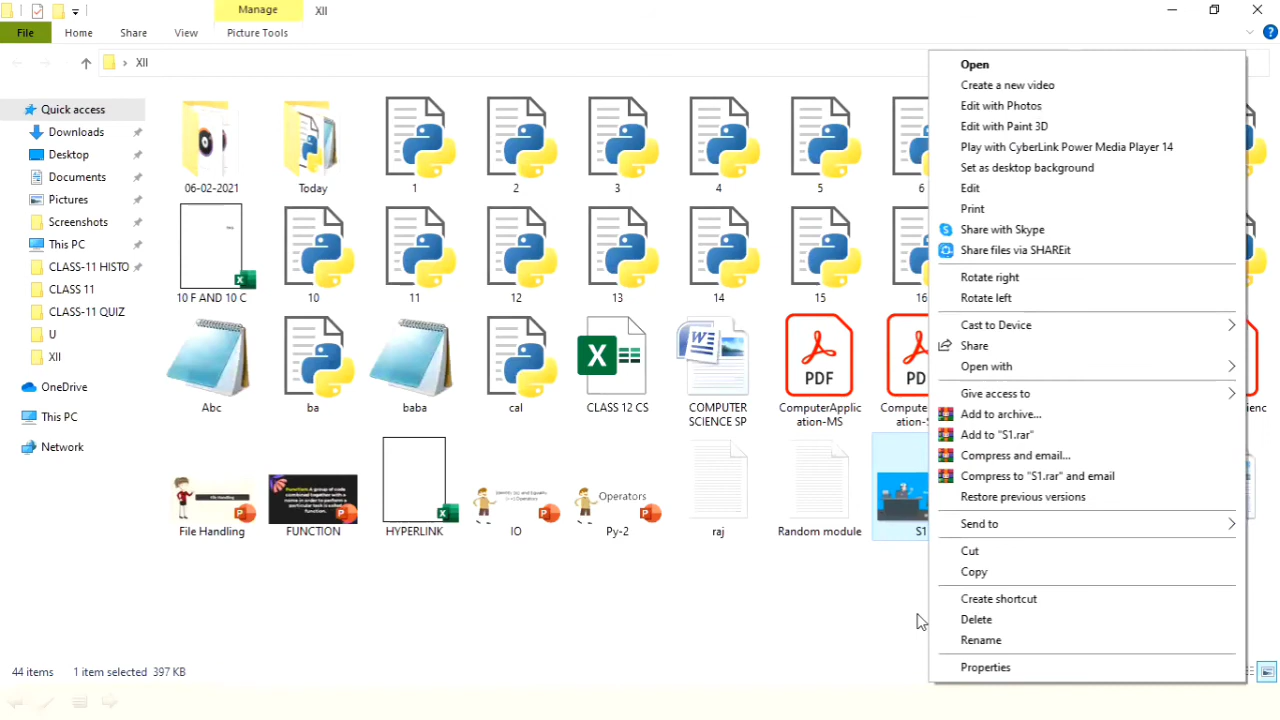 Manage
XII
File
Home
Share
View
Picture Tools
XII
Quick access
Downloads
Desktop
Documents
Pictures
Screenshots
This PC
CLASS-11 HISTO
CLASS 11
CLASS-11 QUIZ
U
XII
OneDrive
This PC
Network
06-02-2021
Today
1
2
3
4
5
6
10 F AND 10 C
10
11
12
13
14
15
16
PDF
PD
Abc
ba
baba
cal
CLASS 12 CS
COMPUTER
SCIENCE SP
ComputerApplic
ation-MS
Compute
ation-S
ienc
File Handling
Operators
File Handling
FUNCTION
HYPERLINK
IO
Py-2
raj
Random module
S1
Open
Create a new video
Edit with Photos
Edit with Paint 3D
Play with CyberLink Power Media Player 14
Set as desktop background
Edit
Print
Share with Skype
Share files via SHAREit
Rotate right
Rotate left
Cast to Device
Share
Open with
Give access to
Add to archive...
Add to "S1.rar"
Compress and email...
Compress to "S1.rar" and email
Restore previous versions
Send to
Cut
Copy
Create shortcut
Delete
Rename
Properties
44 items
1 item selected 397 KB